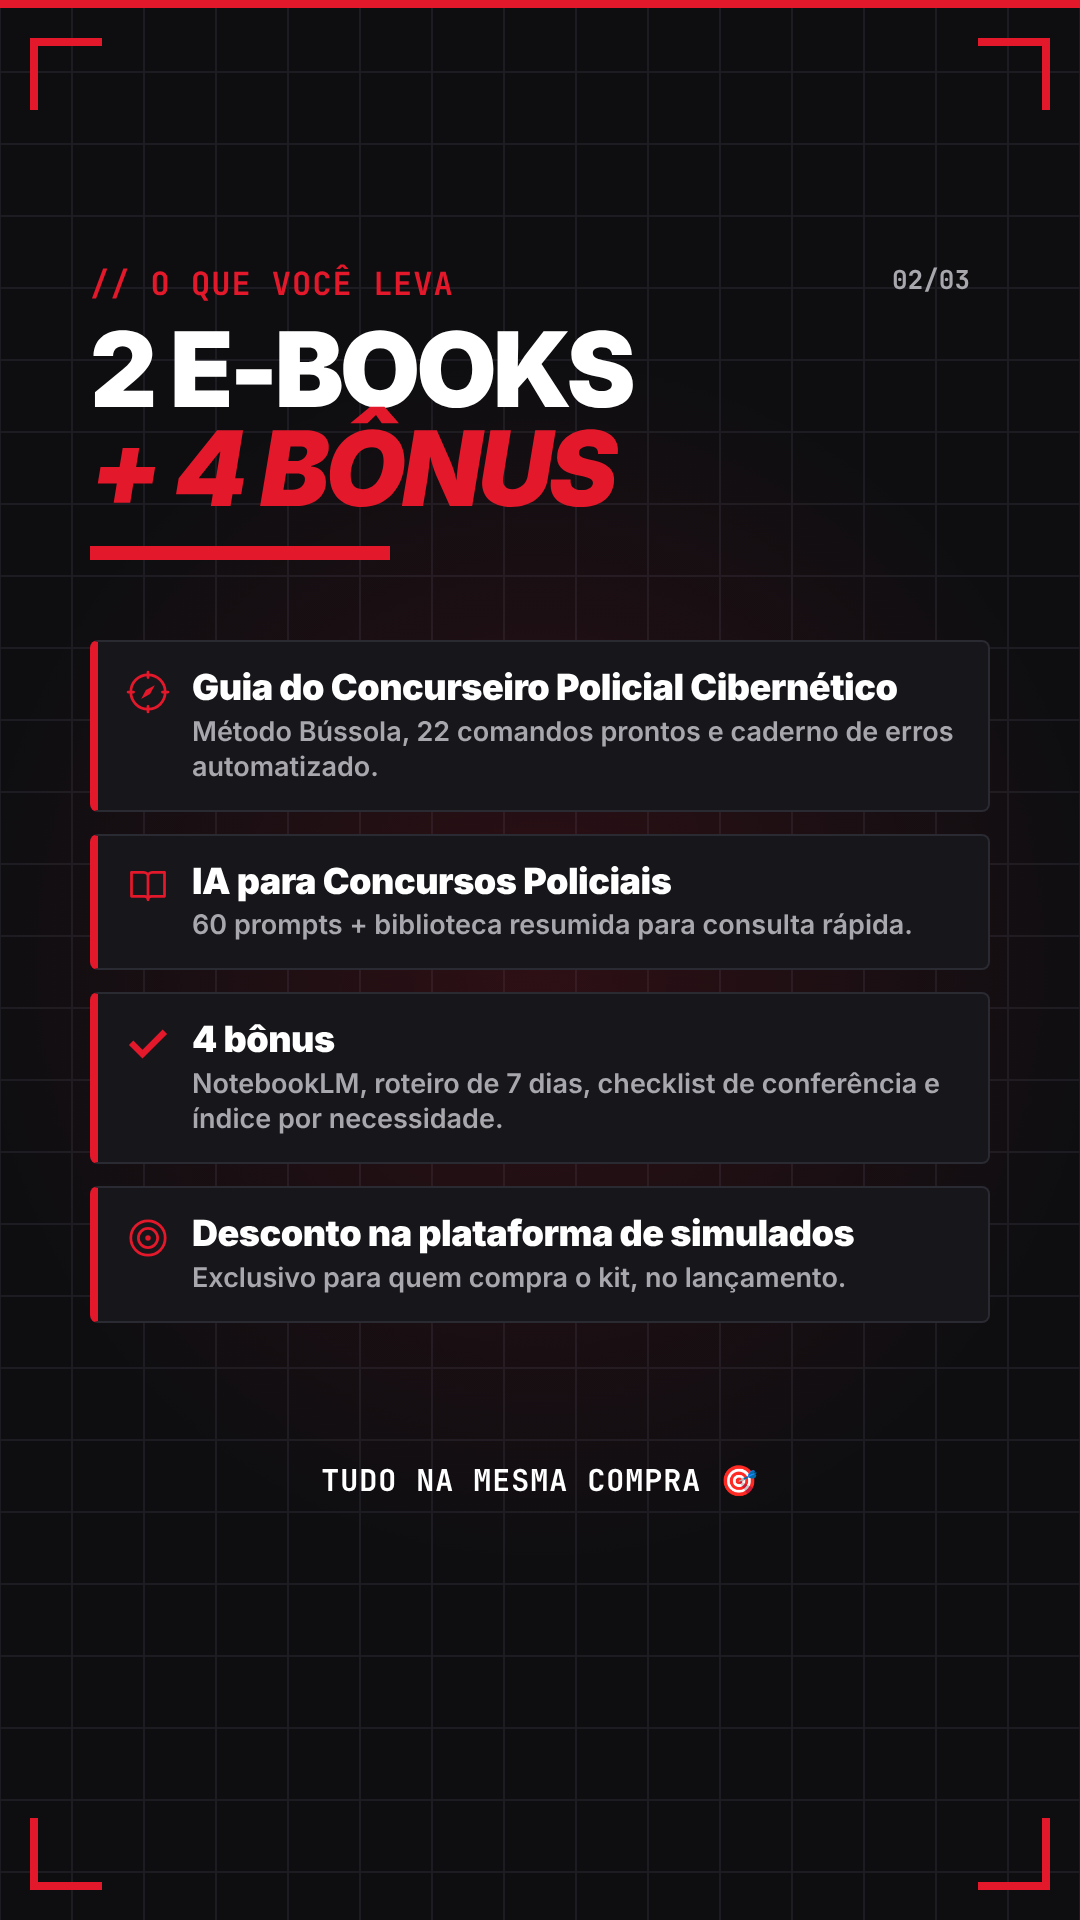 // O QUE VOCÊ LEVA
02/03
2 E-BOOKS
+ 4 BÔNUS
Guia do Concurseiro Policial Cibernético
Método Bússola, 22 comandos prontos e caderno de erros
automatizado.
IA para Concursos Policiais
60 prompts + biblioteca resumida para consulta rápida.
4 bônus
NotebookLM, roteiro de 7 dias, checklist de conferência e
índice por necessidade.
Desconto na plataforma de simulados
Exclusivo para quem compra o kit, no lançamento.
TUDO NA MESMA COMPRA 🎯